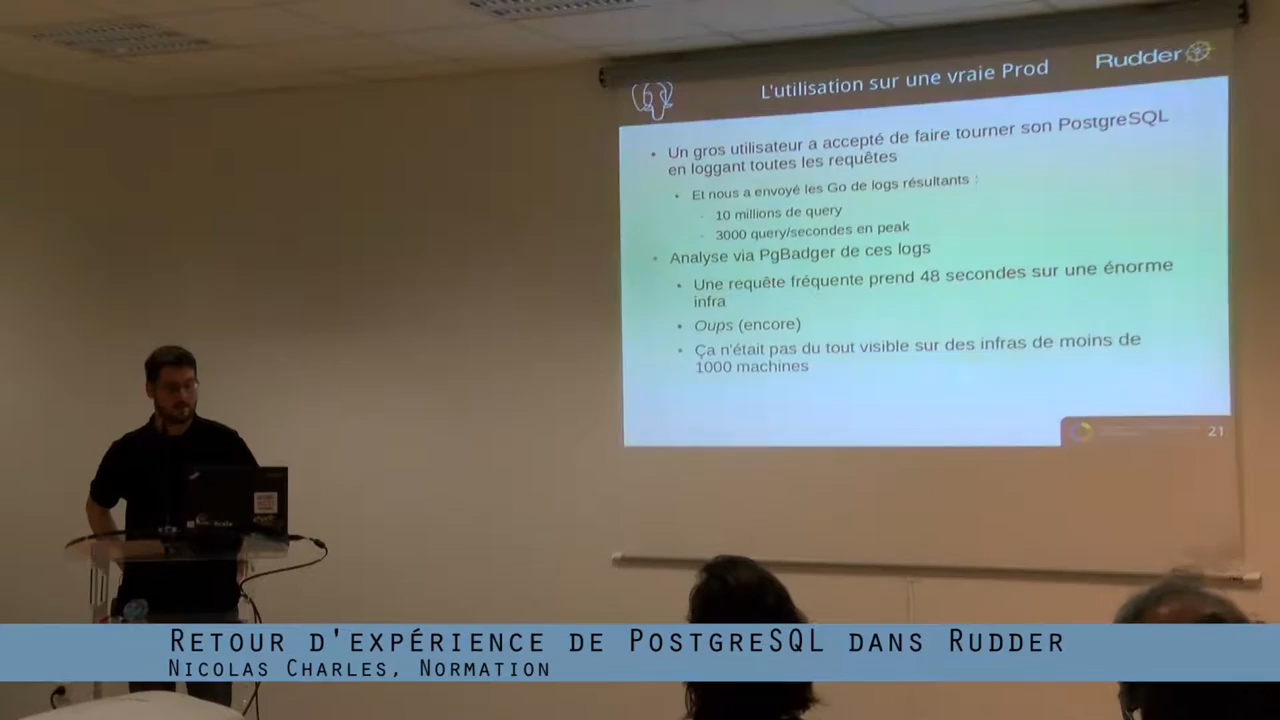 L'utilisation sur une vraie Prod
Rudder
Un gros utilisateur a accepté de faire tourner son PostgreSQL
en loggant toutes les requêtes
Et nous a envoyé les Go de logs résultants :
10 millions de query
3000 query/secondes en peak
Analyse via PgBadger de ces logs
Une requête fréquente prend 48 secondes sur une énorme
infra
Oups (encore)
Ça n'était pas du tout visible sur des infras de moins de
1000 machines
21
RETOUR D'EXPÉRIENCE DE POSTGRESQL DANS RUDDER
NICOLAS CHARLES, NORMATION